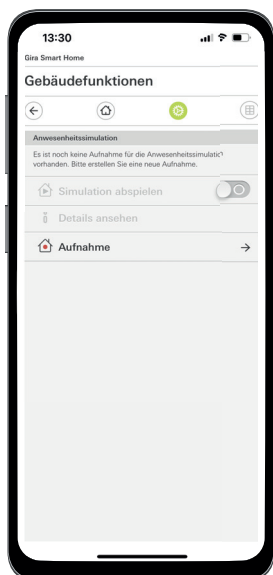 13:30
Gira Smart Home
Gebäudefunktionen
Anwesenheitssimulation
Es ist noch keine Aufnahme für die Anwesenheitssimulatic
vorhanden. Bitte erstellen Sie eine neue Aufnahme.
Simulation abspielen
Details ansehen
Aufnahme